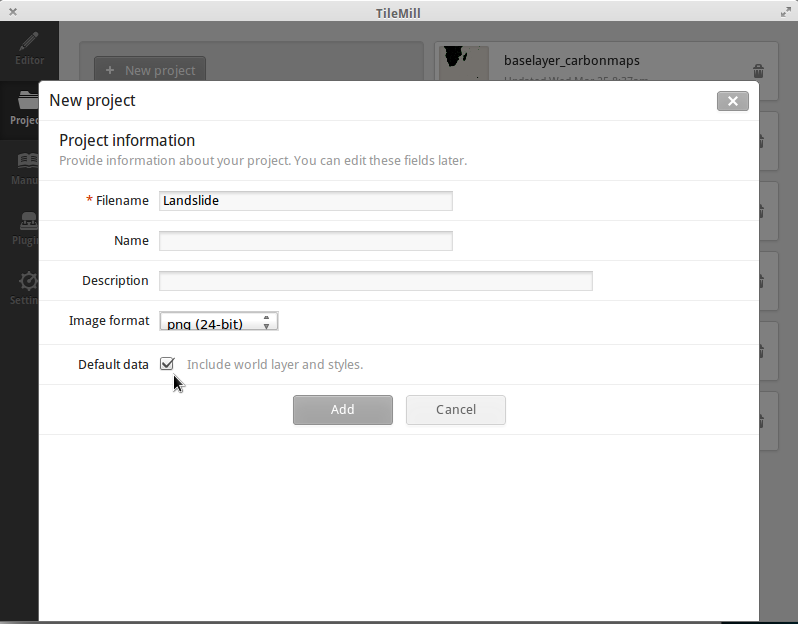 TileMill
Editor
+ New project
baselayer_carbonmaps
Updated Wed Mar 25 8:27am
New project
Project information
Provide information about your project. You can edit these fields later.
* Filename Landslide
Name
Description
Image format png (24-bit)
Default data Include world layer and styles.
Add Cancel
Projec
Manu
Plugi
Settin